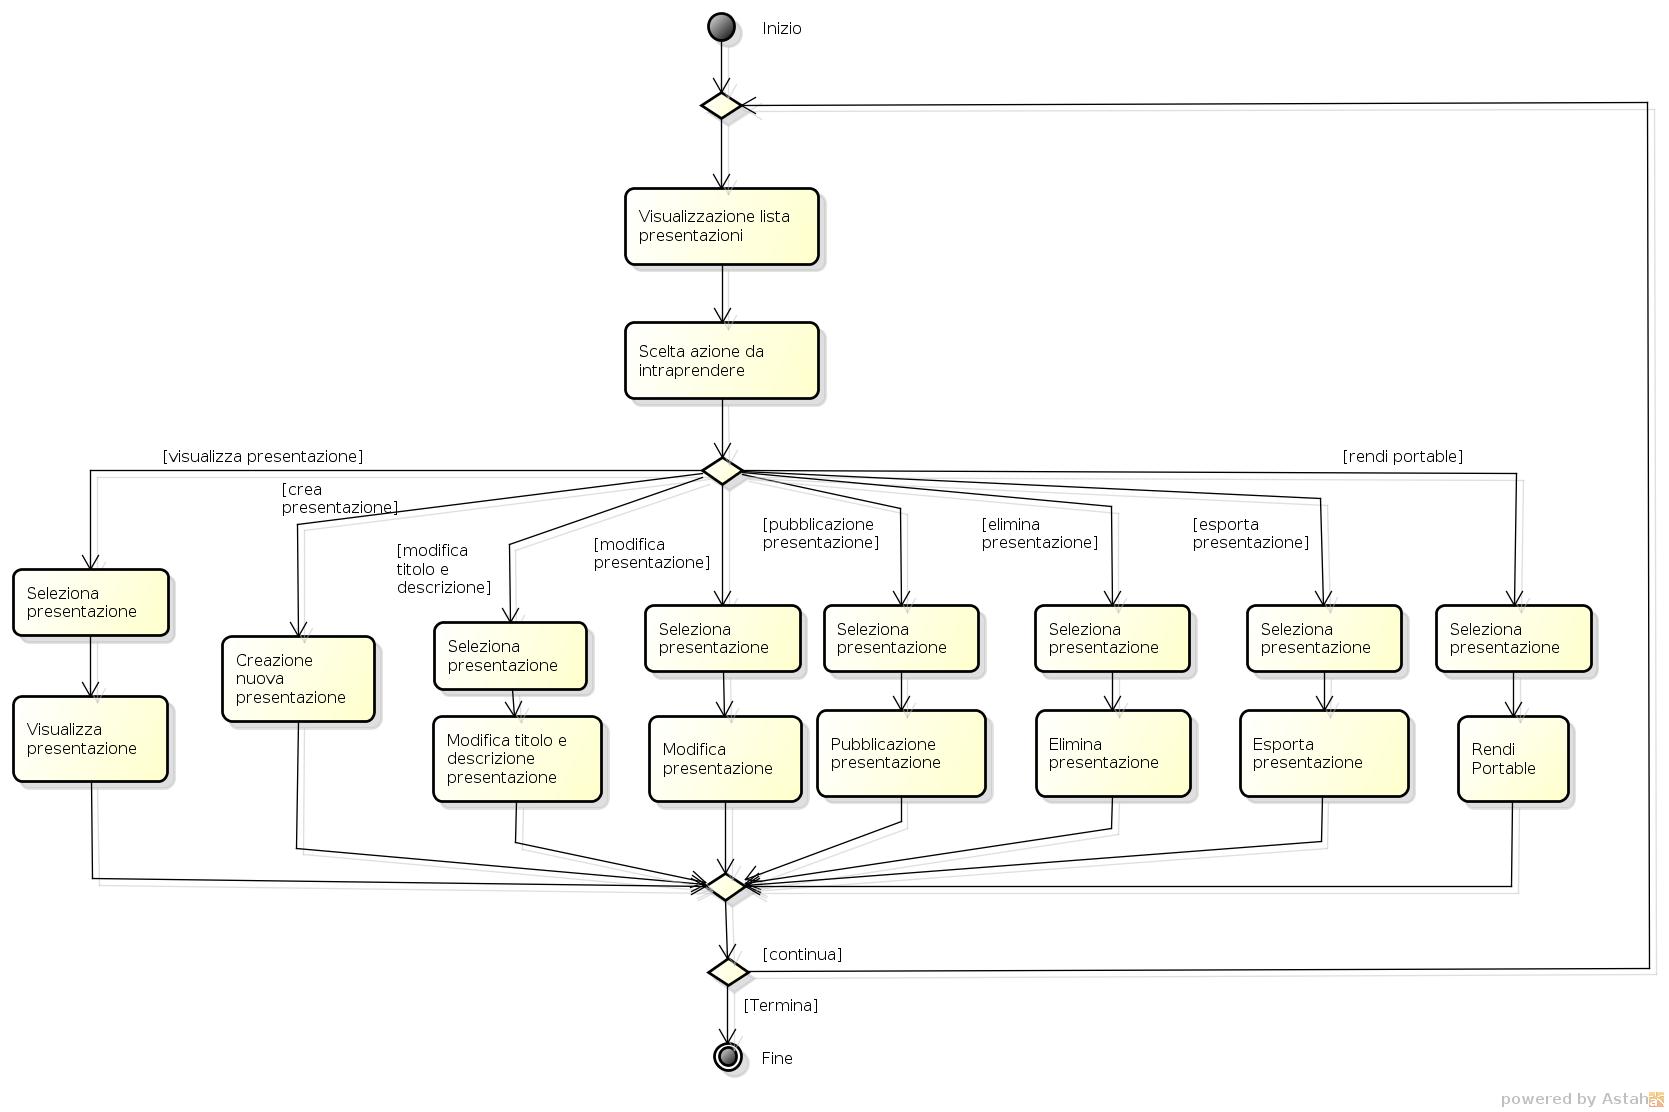 Inizio
Visualizzazione lista
presentazioni
Scelta azione da
intraprendere
[visualizza presentazione]
[rendi portable]
[crea
presentazione]
[modifica
titolo e
descrizione]
[modifica
presentazione]
[pubblicazione
presentazione]
[elimina
presentazione]
[esporta
presentazione]
Seleziona
presentazione
Creazione
nuova
presentazione
Seleziona
presentazione
Seleziona
presentazione
Seleziona
presentazione
Seleziona
presentazione
Seleziona
presentazione
Seleziona
presentazione
Visualizza
presentazione
Modifica titolo e
descrizione
presentazione
Modifica
presentazione
Pubblicazione
presentazione
Elimina
presentazione
Esporta
presentazione
Rendi
Portable
[continua]
[Termina]
Fine
powered by Astah